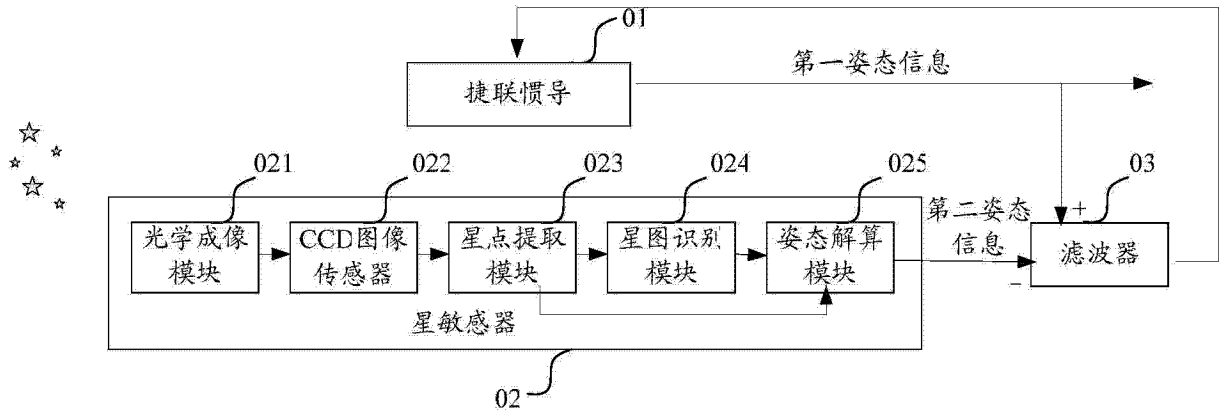 01
第一姿态信息
捷联惯导
021
022
023
024
025
03
第二姿态
信息
+
−
光学成像
模块
CCD图像
传感器
星点提取
模块
星图识别
模块
姿态解算
模块
滤波器
星敏感器
02